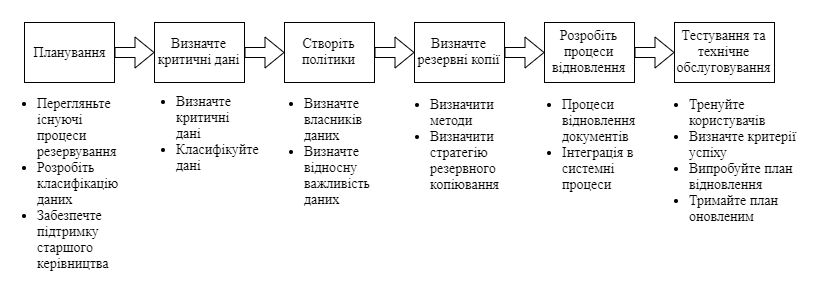 Планування
Визначте
критичні дані
Створіть
політики
Визначте
резервні копії
Розробіть
процеси
відновлення
Тестування та
технічне
обслуговування
• Перегляньте
існуючі
процеси
резервування
• Розробіть
класифікацію
даних
• Забезпечте
підтримку
старшого
керівництва
• Визначте
критичні
дані
• Класифікуйте
дані
• Визначте
власників
даних
• Визначте
відносну
важливість
даних
• Визначити
методи
• Визначити
стратегію
резервного
копіювання
• Процеси
відновлення
документів
• Інтеграція в
системні
процеси
• Тренуйте
користувачів
• Визначте критерії
успіху
• Випробуйте план
відновлення
• Тримайте план
оновленим